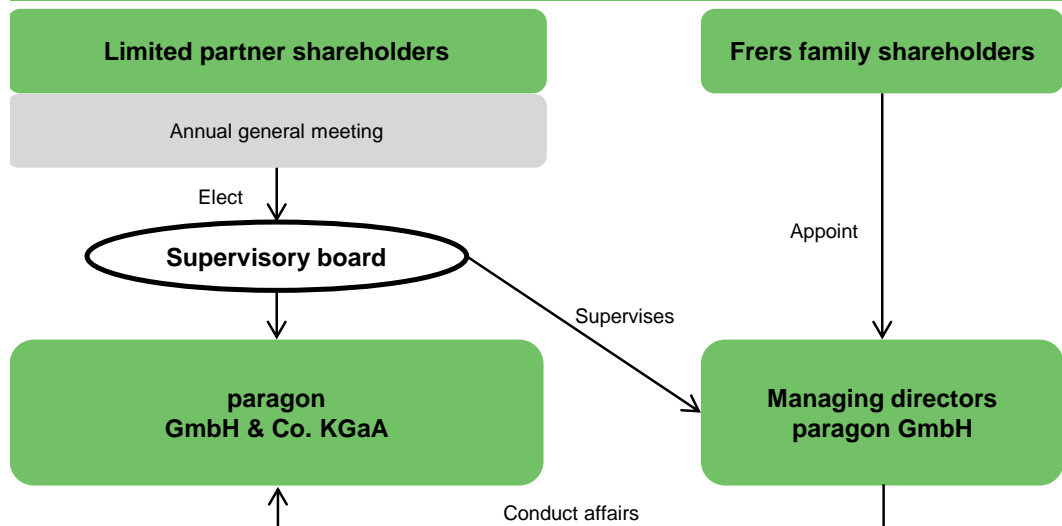 Limited partner shareholders
Frers family shareholders
Annual general meeting
Elect
Appoint
Supervisory board
Supervises
paragon
GmbH & Co. KGaA
Managing directors
paragon GmbH
Conduct affairs